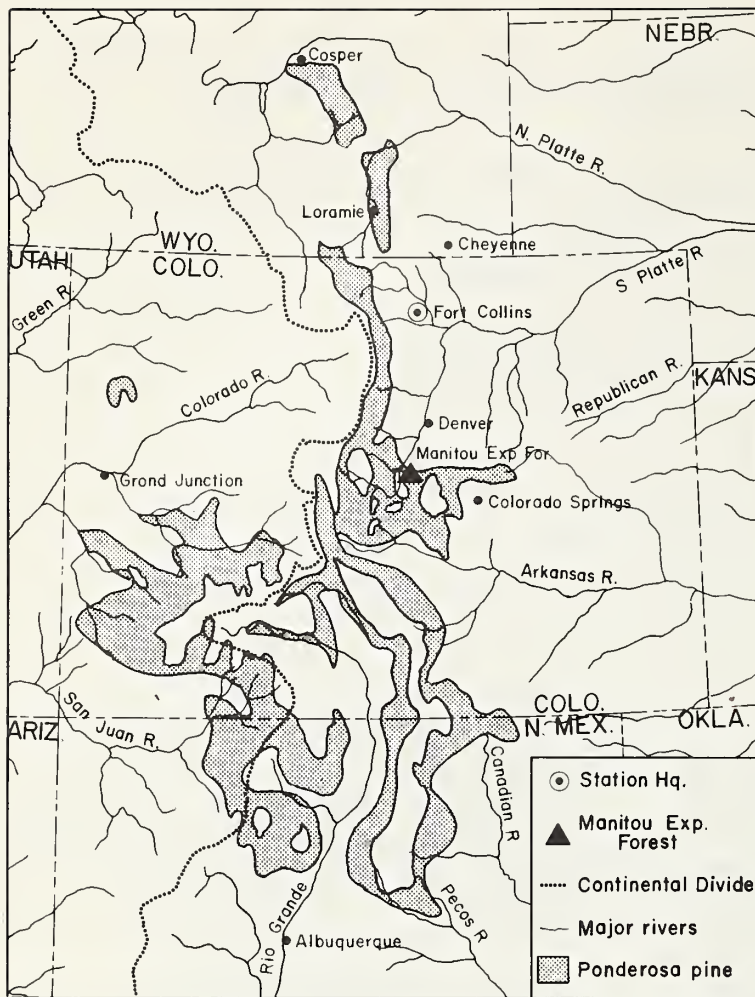 NEBR.
Cosper
N. Platte R.
Loramie
WYO.
Cheyenne
COLO.
UTAH
S Platte R
Green R.
Fort Collins
KANS
Republican R.
Colorado R.
Denver
Manitou Exp For
Grond Junction
Colorado Springs
Arkansas R.
San Juan R.
COLO.
N. MEX.
OKLA.
ARIZ.
Canadian R
Station Hq.
Manitou Exp.
Forest
Continental Divide
Major rivers
Ponderosa pine
Pecos R
Rio Grande
Albuquerque